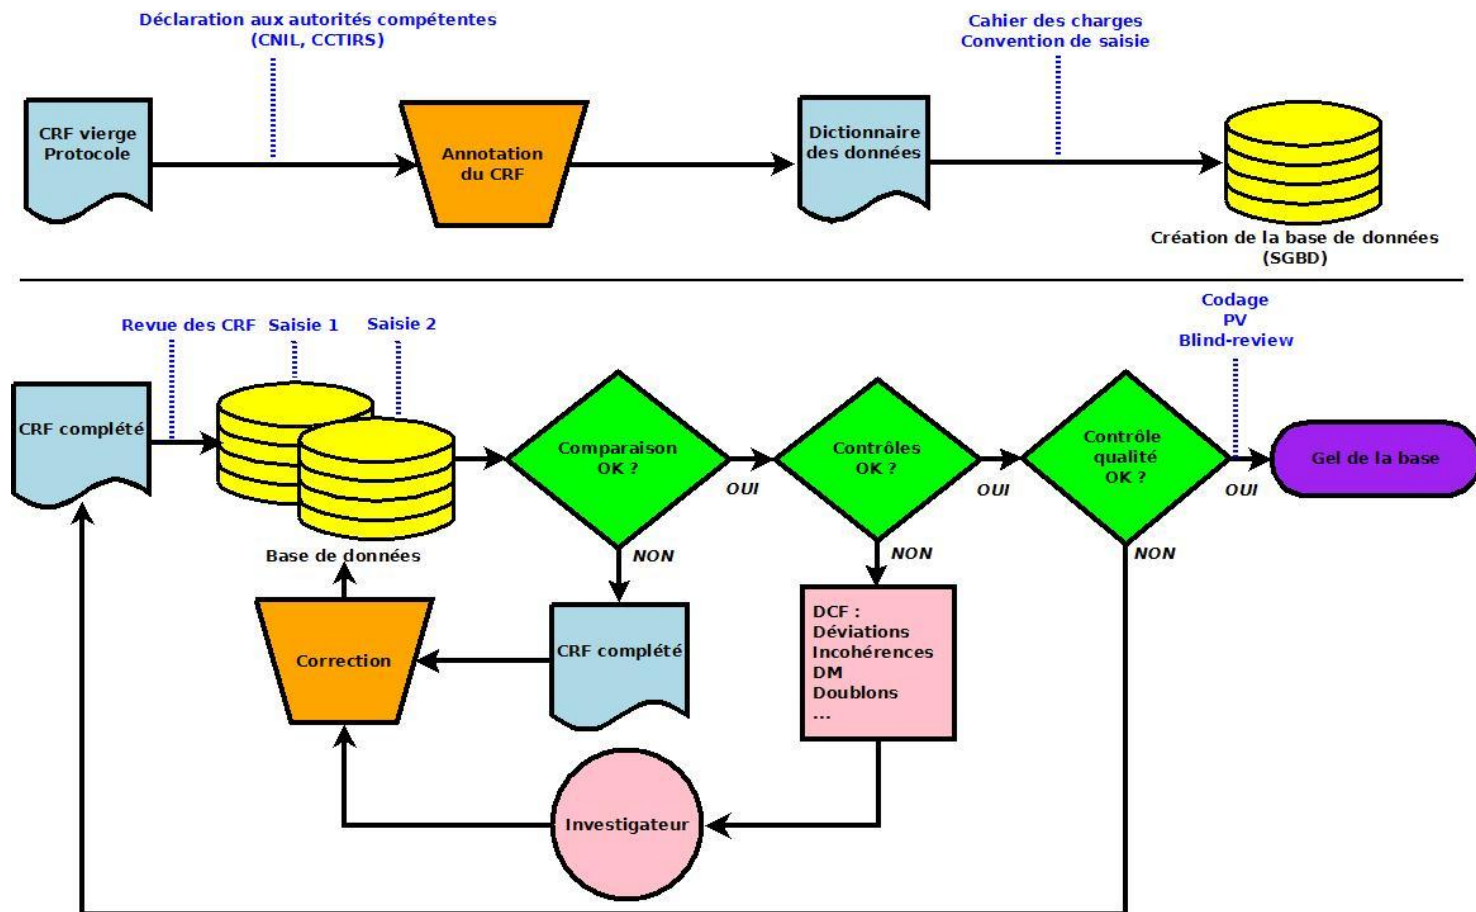 Déclaration aux autorités compétentes
(CNIL, CCTIRS)
Cahier des charges
Convention de saisie
CRF vierge
Protocole
Annotation
du CRF
Dictionnaire
des données
Création de la base de données
(SGBD)
Revue des CRF
Saisie 1
Saisie 2
Codage
PV
Blind-review
CRF complété
Base de données
Comparaison
OK ?
OUI
NON
Contrôles
OK ?
OUI
NON
Contrôle
qualité
OK ?
OUI
NON
Gel de la base
Correction
CRF complété
DCF :
Déviations
Incohérences
DM
Doublons
...
Investigateur